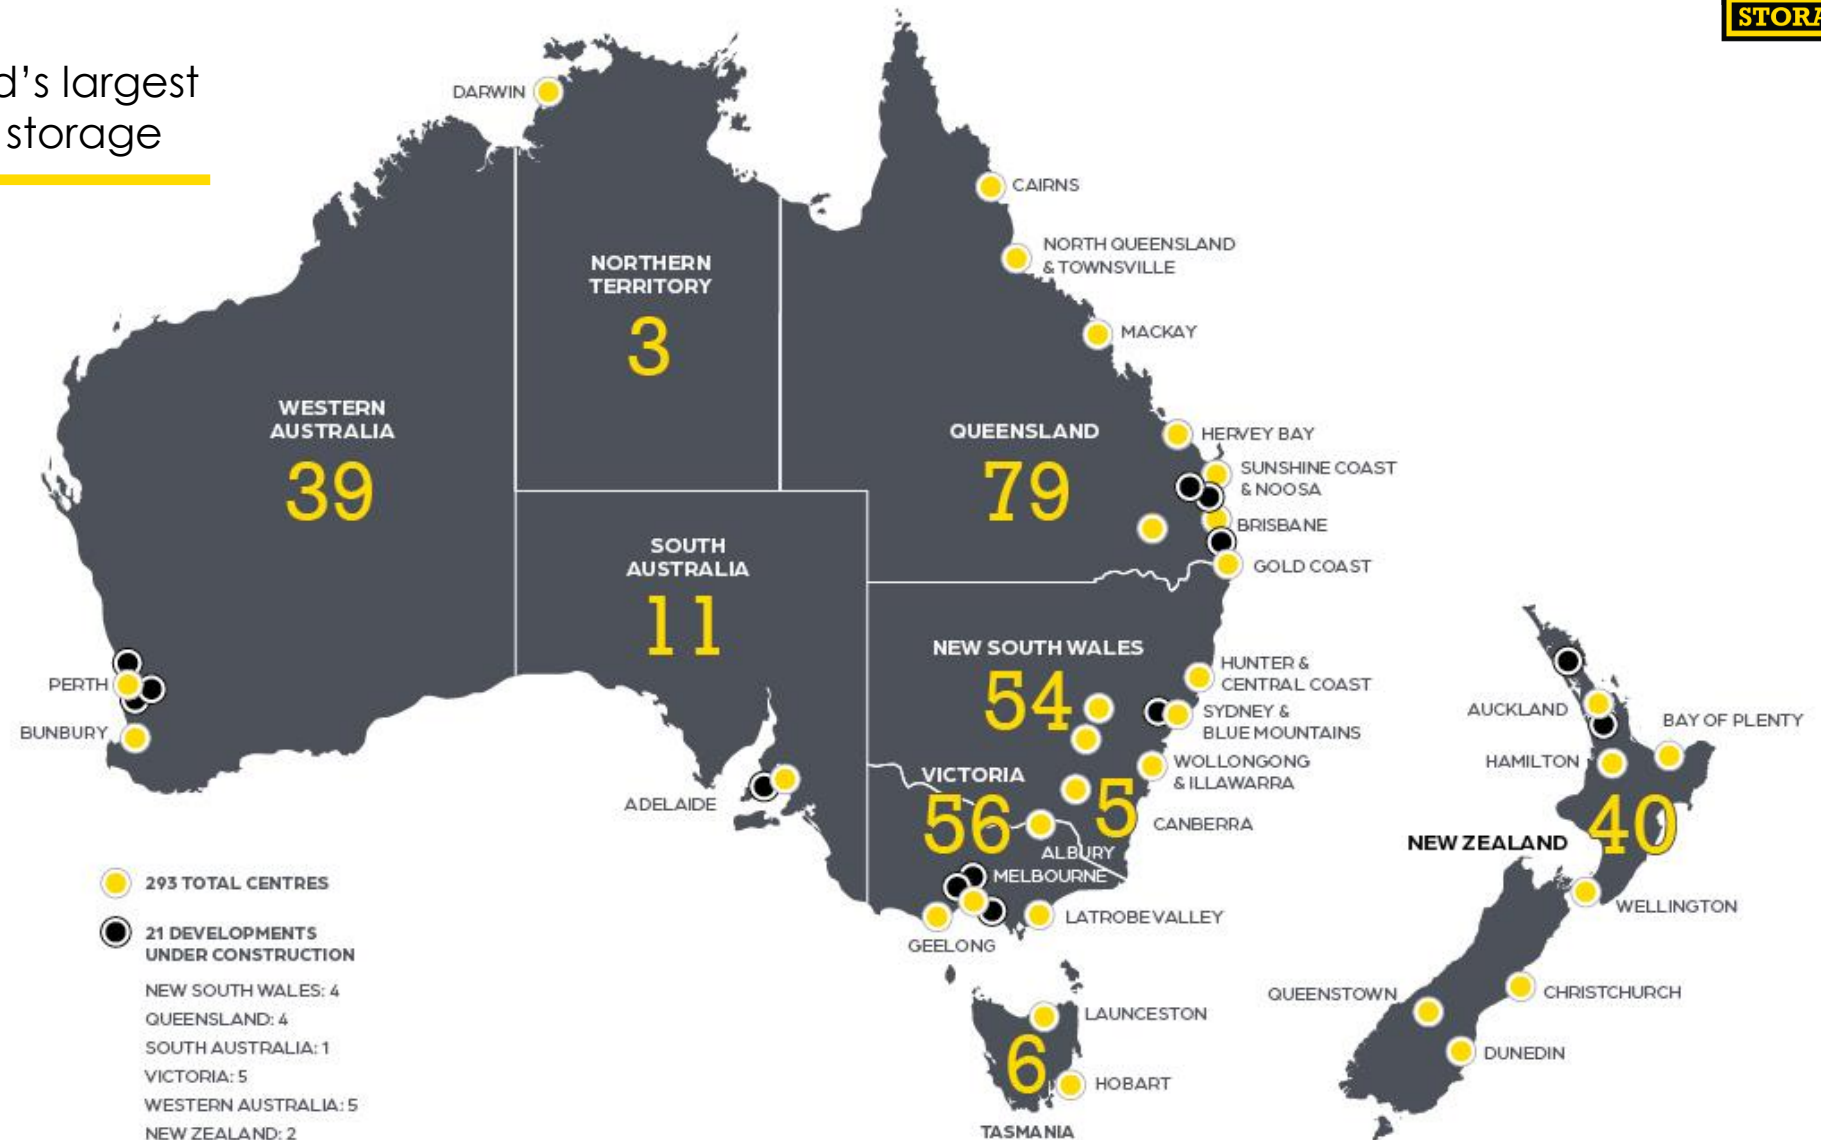 storage
largest
DARWIN
CAIRNS
NORTH QUEENSLAND
& TOWNSVILLE
MACKAY
NORTHERN
TERRITORY
3
WESTERN
AUSTRALIA
39
QUEENSLAND
79
HERVEY BAY
SUNSHINE COAST
& NOOSA
BRISBANE
GOLD COAST
SOUTH
AUSTRALIA
11
NEW SOUTH WALES
54
HUNTER &
CENTRAL COAST
SYDNEY &
BLUE MOUNTAINS
WOLLONGONG
& ILLAWARRA
PERTH
BUNBURY
ADELAIDE
VICTORIA
56
5
CANBERRA
ALBURY
MELBOURNE
LATROBE VALLEY
GEELONG
AUCKLAND
BAY OF PLENTY
HAMILTON
40
NEW ZEALAND
WELLINGTON
QUEENSTOWN
CHRISTCHURCH
DUNEDIN
LAUNCESTON
6
HOBART
TASMANIA
293 TOTAL CENTRES
21 DEVELOPMENTS
UNDER CONSTRUCTION
NEW SOUTH WALES: 4
QUEENSLAND: 4
SOUTH AUSTRALIA: 1
VICTORIA: 5
WESTERN AUSTRALIA: 5
NEW ZEALAND: 2